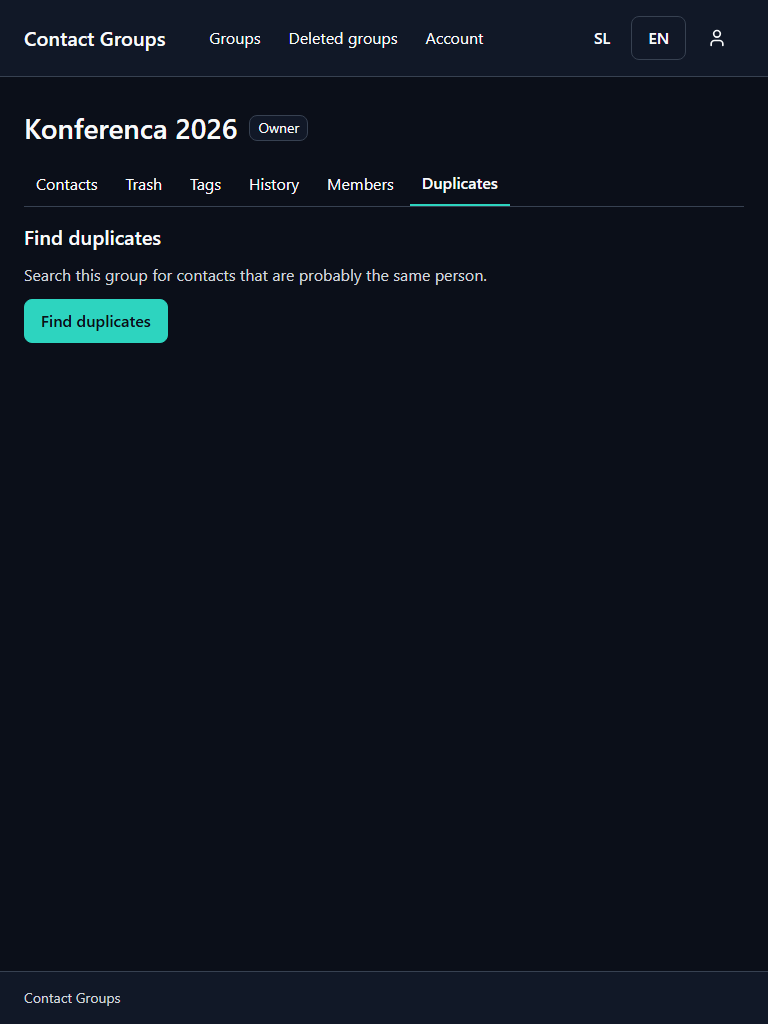 Contact Groups Groups Deleted groups Account SL EN
Konferenca 2026 Owner
Contacts Trash Tags History Members Duplicates
Find duplicates
Search this group for contacts that are probably the same person.
Find duplicates
Contact Groups